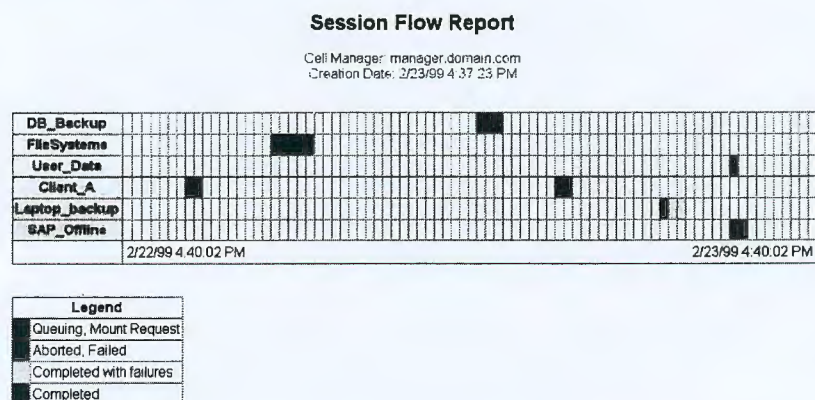 Session Flow Report
Cell Manager: manager.domain.com
Creation Date: 2/23/99 4:37:23 PM
DB_Backup
FileSystems
User_Data
Client_A
Laptop_backup
SAP_Offline
2/22/99 4:40:02 PM 2/23/99 4:40:02 PM
Legend
Queuing, Mount Request
Aborted, Failed
Completed with failures
Completed